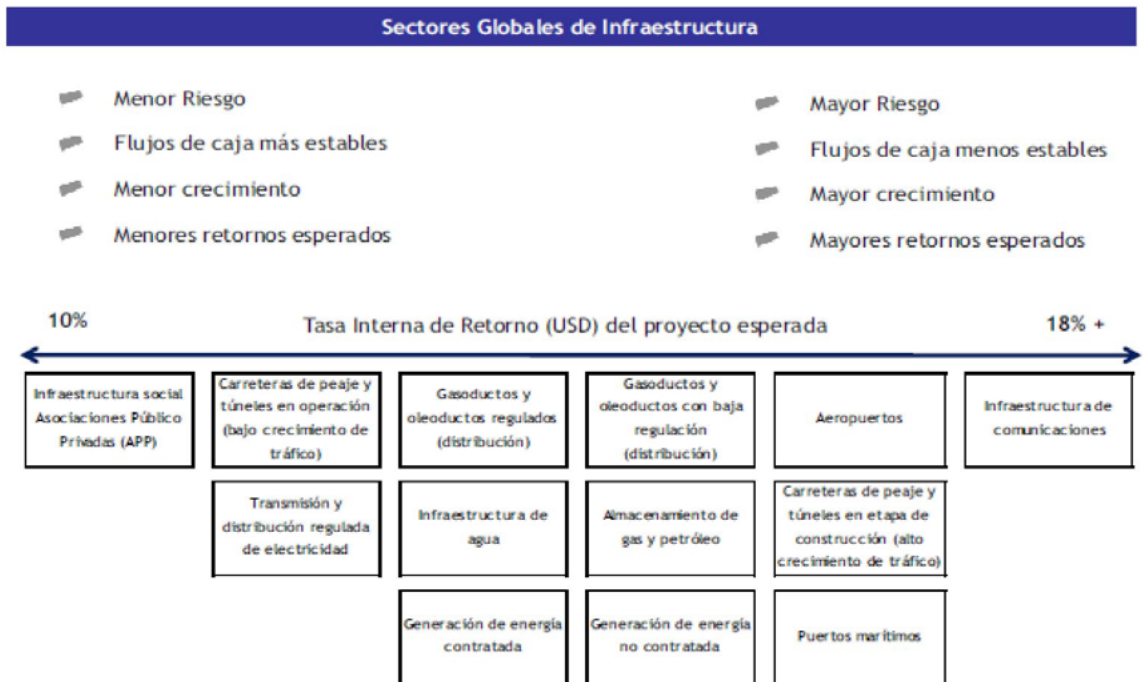 Sectores Globales de Infraestructura
Menor Riesgo
Flujos de caja más estables
Menor crecimiento
Menores retornos esperados
Mayor Riesgo
Flujos de caja menos estables
Mayor crecimiento
Mayores retornos esperados
10%
Tasa Interna de Retorno (USD) del proyecto esperada
18% +
Infraestructura social
Asociaciones Público
Privadas (APP)
Carreteras de peaje y
túneles en operación
(bajo crecimiento de
tráfico)
Gasoductos y
oleoductos regulados
(distribución)
Gasoductos y
oleoductos con baja
regulación
(distribución)
Aeropuertos
Infraestructura de
comunicaciones
Transmisión y
distribución regulada
de electricidad
Infraestructura de
agua
Almacenamiento de
gas y petróleo
Carreteras de peaje y
túneles en etapa de
construcción (alto
crecimiento de tráfico)
Generación de energía
contratada
Generación de energía
no contratada
Puertos marítimos